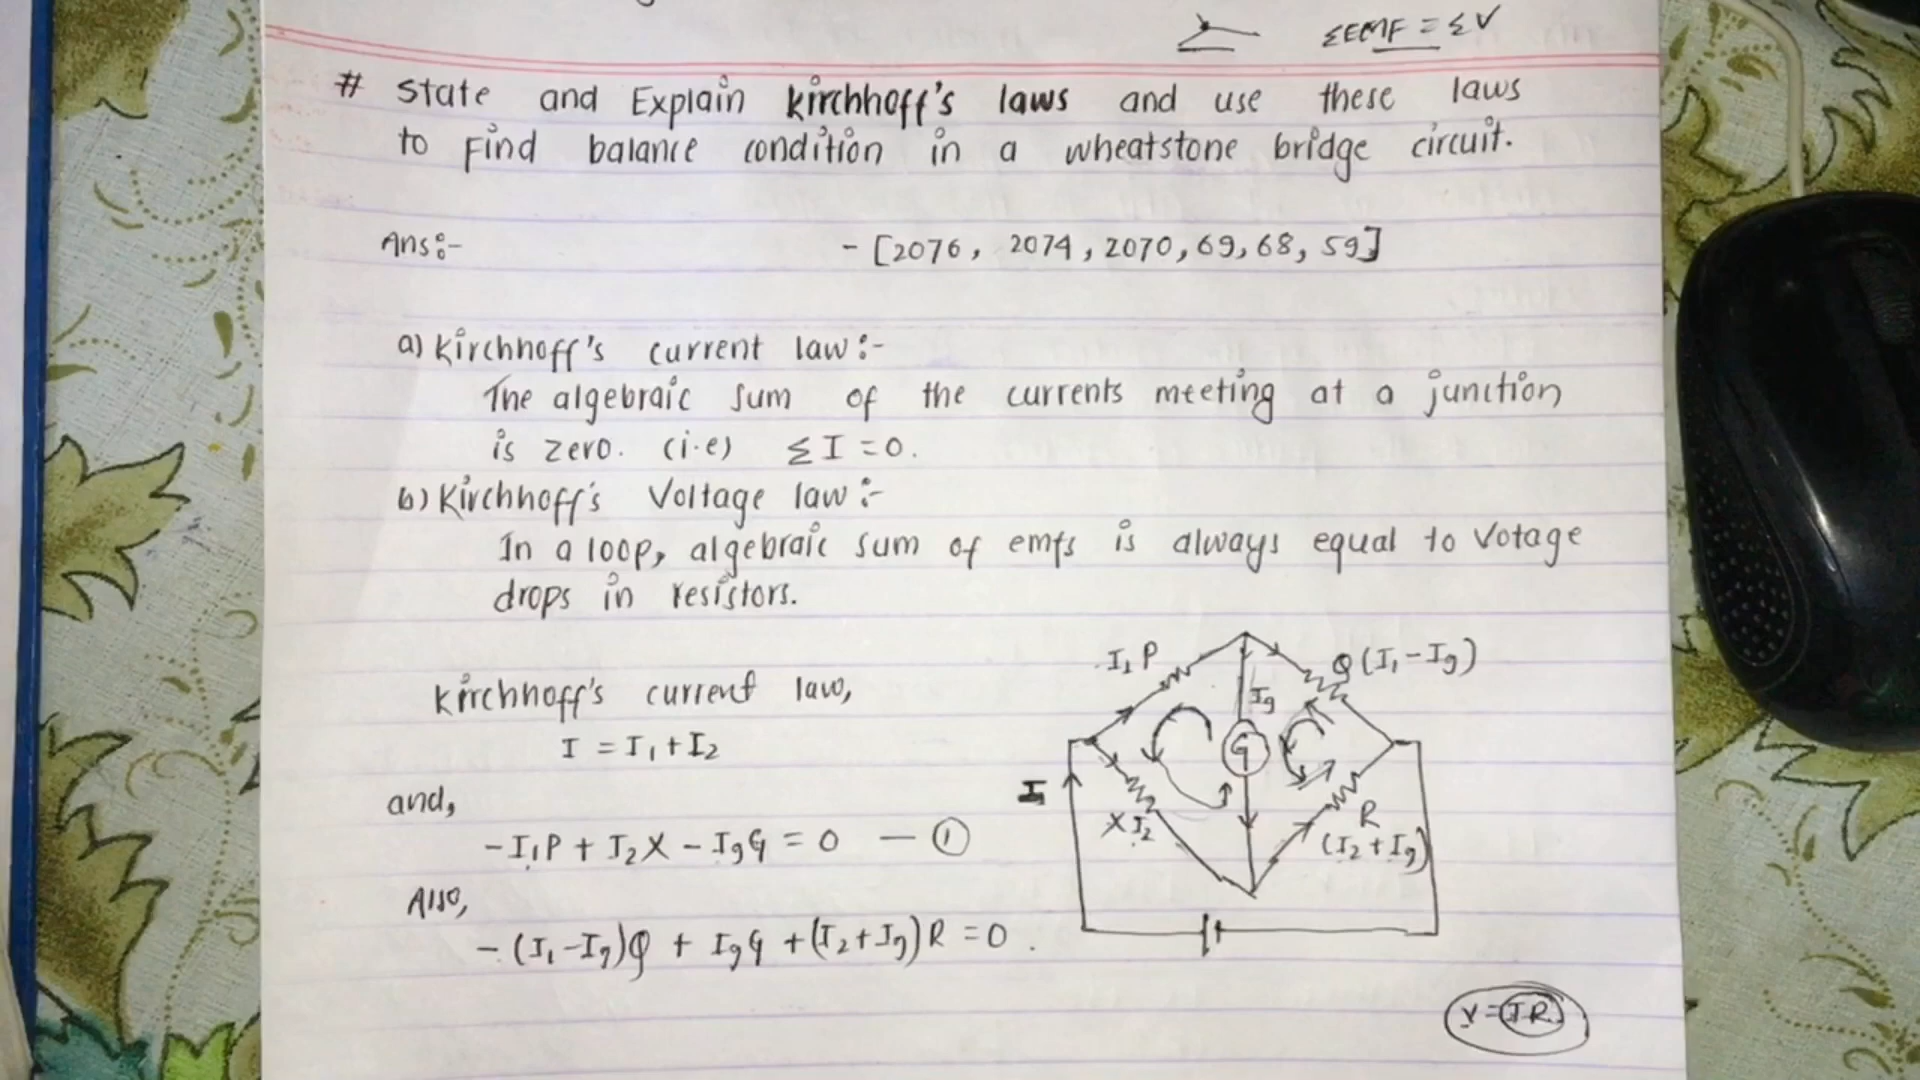 ΣEMF = ΣV
# State and Explain kirchhoff's laws and use these laws
to Find balance condition in a wheatstone bridge circuit.
Ans:- - [2076, 2074, 2070, 69, 68, 59]
a) Kirchhoff's current law :-
The algebraic sum of the currents meeting at a junction
is zero. (i.e) ΣI = 0.
b) Kirchhoff's Voltage law :-
In a loop, algebraic sum of emfs is always equal to Votage
drops in resistors.
I₁ P
Q (I₁ - Ig)
Kirchhoff's current law,
Ig
I = I₁ + I₂
G
I
and,
X I₂
R
(I₂ + Ig)
-I₁P + I₂X - IgG = 0 — ①
Also,
- (I₁ - Ig)Q + IgG + (I₂ + Ig)R = 0 .
V = IR